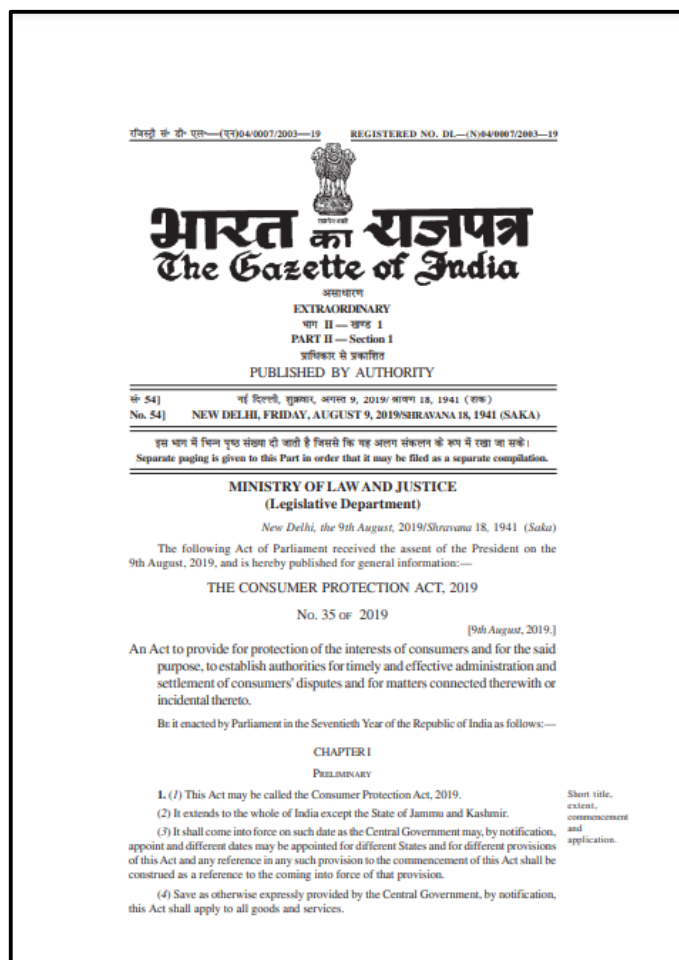 रजिस्ट्री सं॰ डी॰ एल॰—(एन)04/0007/2003—19 REGISTERED NO. DL—(N)04/0007/2003—19
भारत का राजपत्र
The Gazette of India
असाधारण
EXTRAORDINARY
भाग II — खण्ड 1
PART II — Section 1
प्राधिकार से प्रकाशित
PUBLISHED BY AUTHORITY
सं॰ 54] नई दिल्ली, शुक्रवार, अगस्त 9, 2019/ श्रावण 18, 1941 (शक)
No. 54] NEW DELHI, FRIDAY, AUGUST 9, 2019/SHRAVANA 18, 1941 (SAKA)
इस भाग में भिन्न पृष्ठ संख्या दी जाती है जिससे कि यह अलग संकलन के रूप में रखा जा सके।
Separate paging is given to this Part in order that it may be filed as a separate compilation.
MINISTRY OF LAW AND JUSTICE
(Legislative Department)
New Delhi, the 9th August, 2019/Shravana 18, 1941 (Saka)
The following Act of Parliament received the assent of the President on the
9th August, 2019, and is hereby published for general information:—
THE CONSUMER PROTECTION ACT, 2019
NO. 35 OF 2019
[9th August, 2019.]
An Act to provide for protection of the interests of consumers and for the said
purpose, to establish authorities for timely and effective administration and
settlement of consumers' disputes and for matters connected therewith or
incidental thereto.
BE it enacted by Parliament in the Seventieth Year of the Republic of India as follows:—
CHAPTER I
PRELIMINARY
1. (1) This Act may be called the Consumer Protection Act, 2019.
(2) It extends to the whole of India except the State of Jammu and Kashmir.
(3) It shall come into force on such date as the Central Government may, by notification,
appoint and different dates may be appointed for different States and for different provisions
of this Act and any reference in any such provision to the commencement of this Act shall be
construed as a reference to the coming into force of that provision.
(4) Save as otherwise expressly provided by the Central Government, by notification,
this Act shall apply to all goods and services.
Short title,
extent,
commencement
and
application.